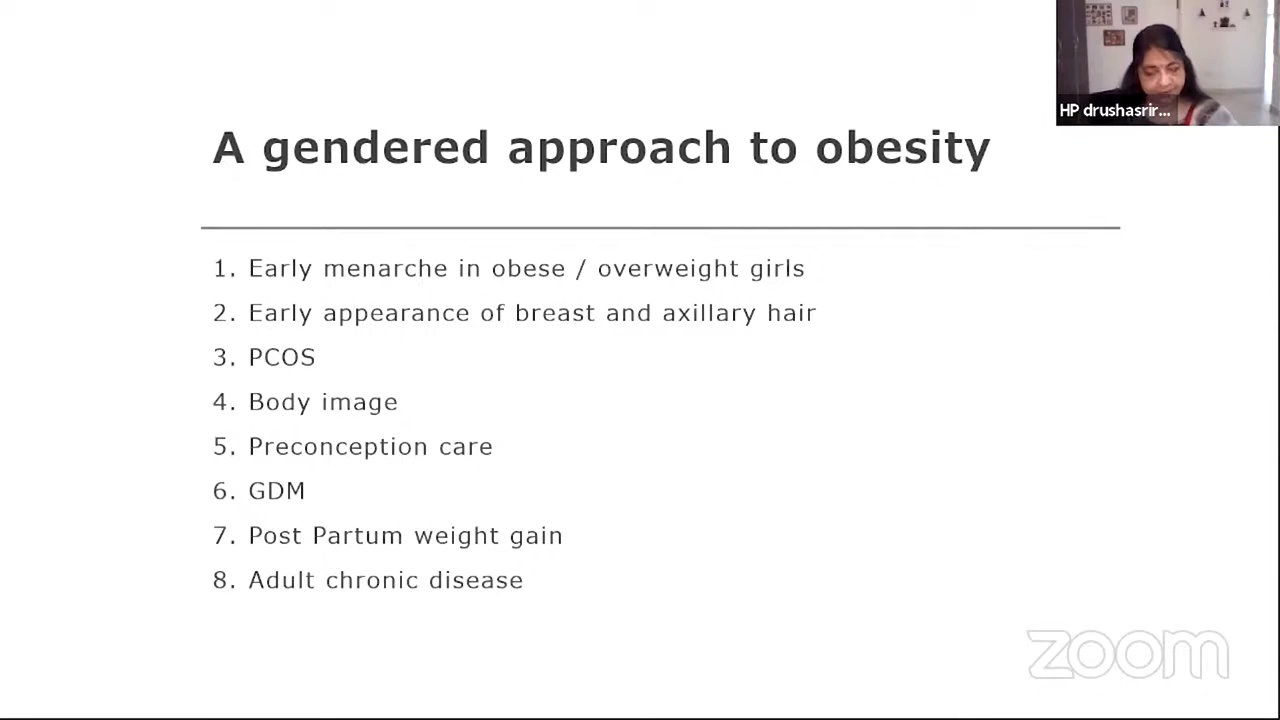 HP drushasrir...
A gendered approach to obesity
1. Early menarche in obese / overweight girls
2. Early appearance of breast and axillary hair
3. PCOS
4. Body image
5. Preconception care
6. GDM
7. Post Partum weight gain
8. Adult chronic disease
zoom